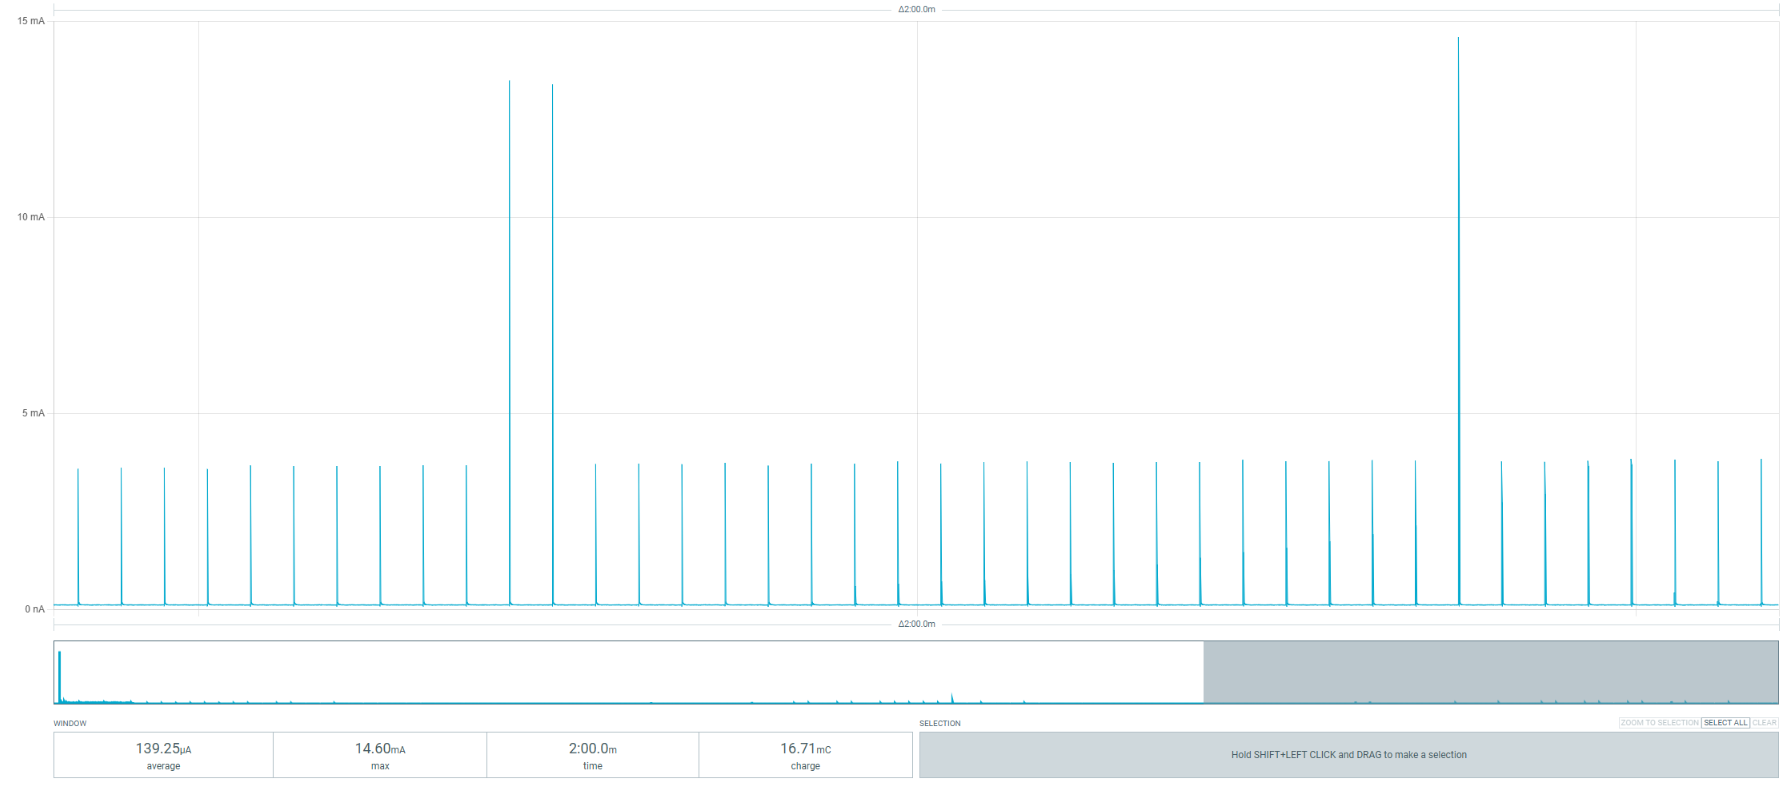 Δ2:00.0m
15 mA
10 mA
5 mA
0 nA
Δ2:00.0m
WINDOW
SELECTION
ZOOM TO SELECTION SELECT ALL CLEAR
139.25μA
average
14.60mA
max
2:00.0m
time
16.71mC
charge
Hold SHIFT+LEFT CLICK and DRAG to make a selection